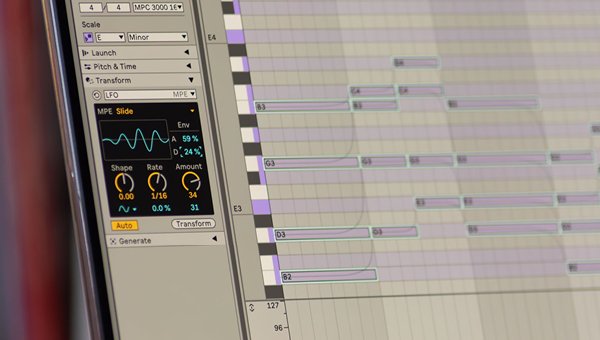 4 / 4 MPC 3000 16
Scale
E Minor
Launch
Pitch & Time
Transform
LFO MPE
MPE Slide
Env
A 59 %
D 24 %
Shape Rate Amount
0.00 1/16 34
0.0 % 31
Auto Transform
Generate
E4
E3
G4
B3 B3
G3 G3 G3 G3
E3
D3 D3
B2
127
96